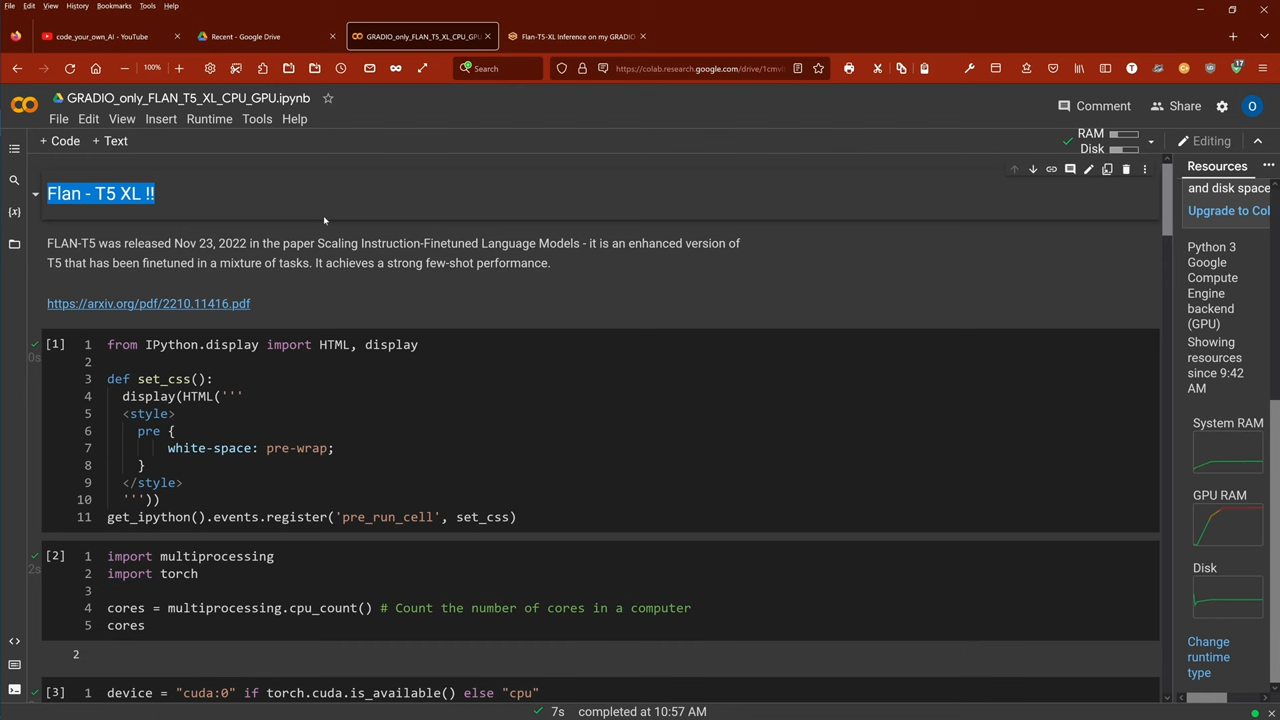 File Edit View History Bookmarks Tools Help
code_your_own_AI - YouTube
Recent - Google Drive
GRADIO_only_FLAN_T5_XL_CPU_GPU
Flan-T5-XL Inference on my GRADIO
100%
Search
https://colab.research.google.com/drive/1cmv
17
GRADIO_only_FLAN_T5_XL_CPU_GPU.ipynb
Comment
Share
O
File Edit View Insert Runtime Tools Help
+ Code + Text
RAM
Disk
Editing
Flan - T5 XL !!
FLAN-T5 was released Nov 23, 2022 in the paper Scaling Instruction-Finetuned Language Models - it is an enhanced version of
T5 that has been finetuned in a mixture of tasks. It achieves a strong few-shot performance.
https://arxiv.org/pdf/2210.11416.pdf
[1] 1 from IPython.display import HTML, display
0s 2
3 def set_css():
4 display(HTML('''
5 <style>
6 pre {
7 white-space: pre-wrap;
8 }
9 </style>
10 '''))
11 get_ipython().events.register('pre_run_cell', set_css)
[2] 1 import multiprocessing
2s 2 import torch
3
4 cores = multiprocessing.cpu_count() # Count the number of cores in a computer
5 cores
2
[3] 1 device = "cuda:0" if torch.cuda.is_available() else "cpu"
Resources
and disk space
Upgrade to Col
Python 3
Google
Compute
Engine
backend
(GPU)
Showing
resources
since 9:42
AM
System RAM
GPU RAM
Disk
Change
runtime
type
7s completed at 10:57 AM